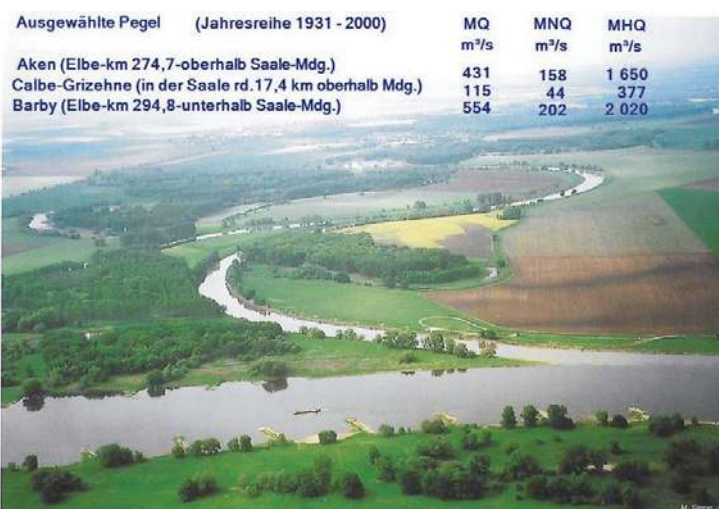 Ausgewählte Pegel (Jahresreihe 1931 - 2000) MQ MNQ MHQ
m³/s m³/s m³/s
Aken (Elbe-km 274,7-oberhalb Saale-Mdg.) 431 158 1 650
Calbe-Grizehne (in der Saale rd.17,4 km oberhalb Mdg.) 115 44 377
Barby (Elbe-km 294,8-unterhalb Saale-Mdg.) 554 202 2 020